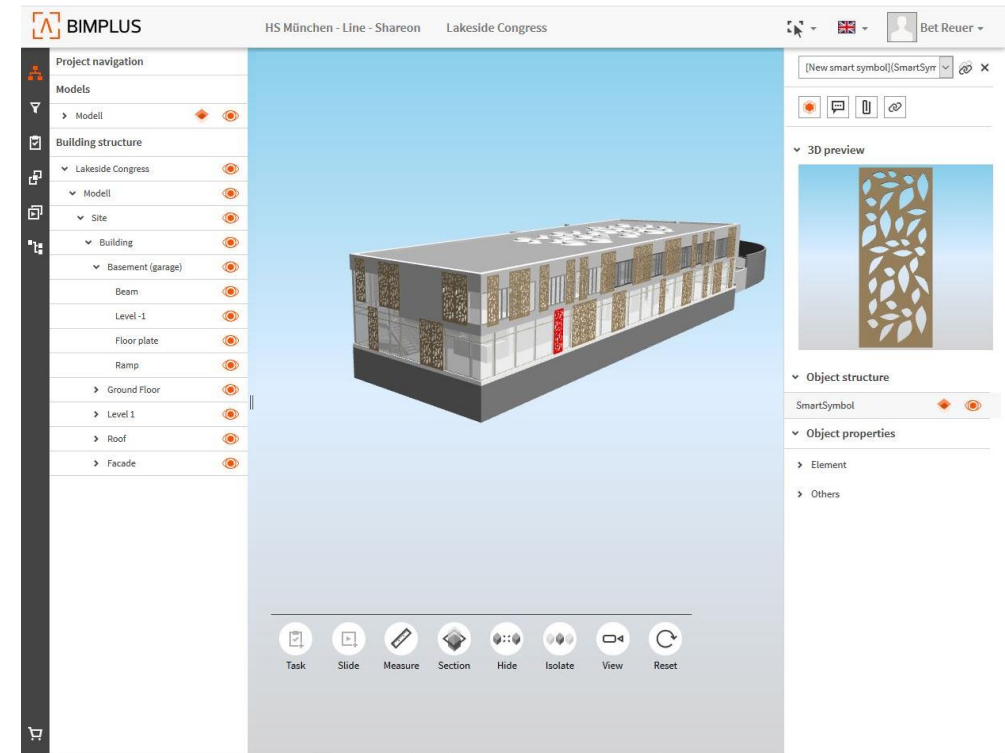 BIMPLUS
HS München - Line - Shareon Lakeside Congress
Bet Reuer
Project navigation
Models
Modell
Building structure
Lakeside Congress
Modell
Site
Building
Basement (garage)
Beam
Level -1
Floor plate
Ramp
Ground Floor
Level 1
Roof
Facade
Task Slide Measure Section Hide Isolate View Reset
[New smart symbol](SmartSym
3D preview
Object structure
SmartSymbol
Object properties
Element
Others